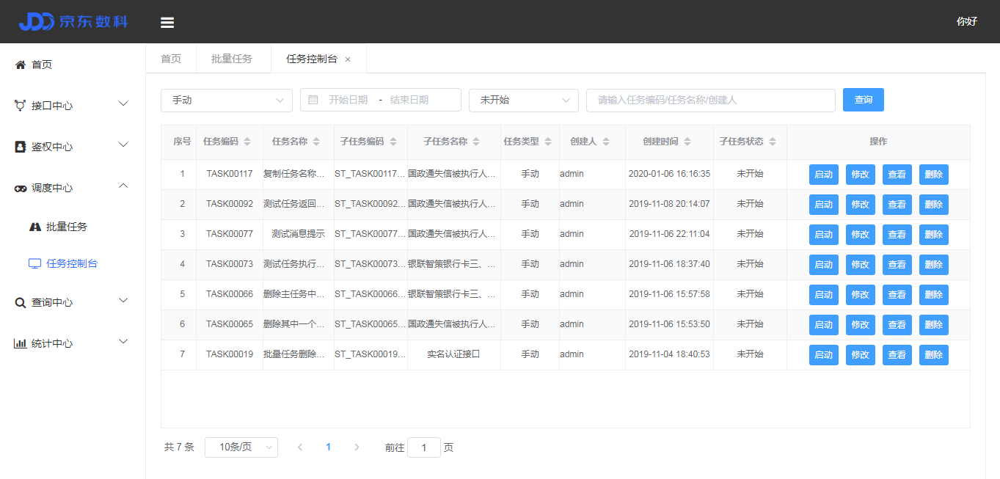 JDD 京东数科
你好
首页
接口中心
鉴权中心
调度中心
批量任务
任务控制台
查询中心
统计中心
首页 批量任务 任务控制台 ×
手动 开始日期 - 结束日期 未开始 请输入任务编码/任务名称/创建人 查询
序号 任务编码 任务名称 子任务编码 子任务名称 任务类型 创建人 创建时间 子任务状态 操作
1 TASK00117 复制任务名称... ST_TASK00117... 国政通失信被执行人... 手动 admin 2020-01-06 16:16:35 未开始 启动 修改 查看 删除
2 TASK00092 测试任务返回... ST_TASK00092... 国政通失信被执行人... 手动 admin 2019-11-08 20:14:07 未开始 启动 修改 查看 删除
3 TASK00077 测试消息提示 ST_TASK00077... 国政通失信被执行人... 手动 admin 2019-11-06 22:11:04 未开始 启动 修改 查看 删除
4 TASK00073 测试任务执行... ST_TASK00073... 银联智策银行卡三、... 手动 admin 2019-11-06 18:37:40 未开始 启动 修改 查看 删除
5 TASK00066 删除主任务中... ST_TASK00066... 银联智策银行卡三、... 手动 admin 2019-11-06 15:57:58 未开始 启动 修改 查看 删除
6 TASK00065 删除其中一个... ST_TASK00065... 国政通失信被执行人... 手动 admin 2019-11-06 15:53:50 未开始 启动 修改 查看 删除
7 TASK00019 批量任务删除... ST_TASK00019... 实名认证接口 手动 admin 2019-11-04 18:40:53 未开始 启动 修改 查看 删除
共 7 条 10条/页 1 前往 1 页